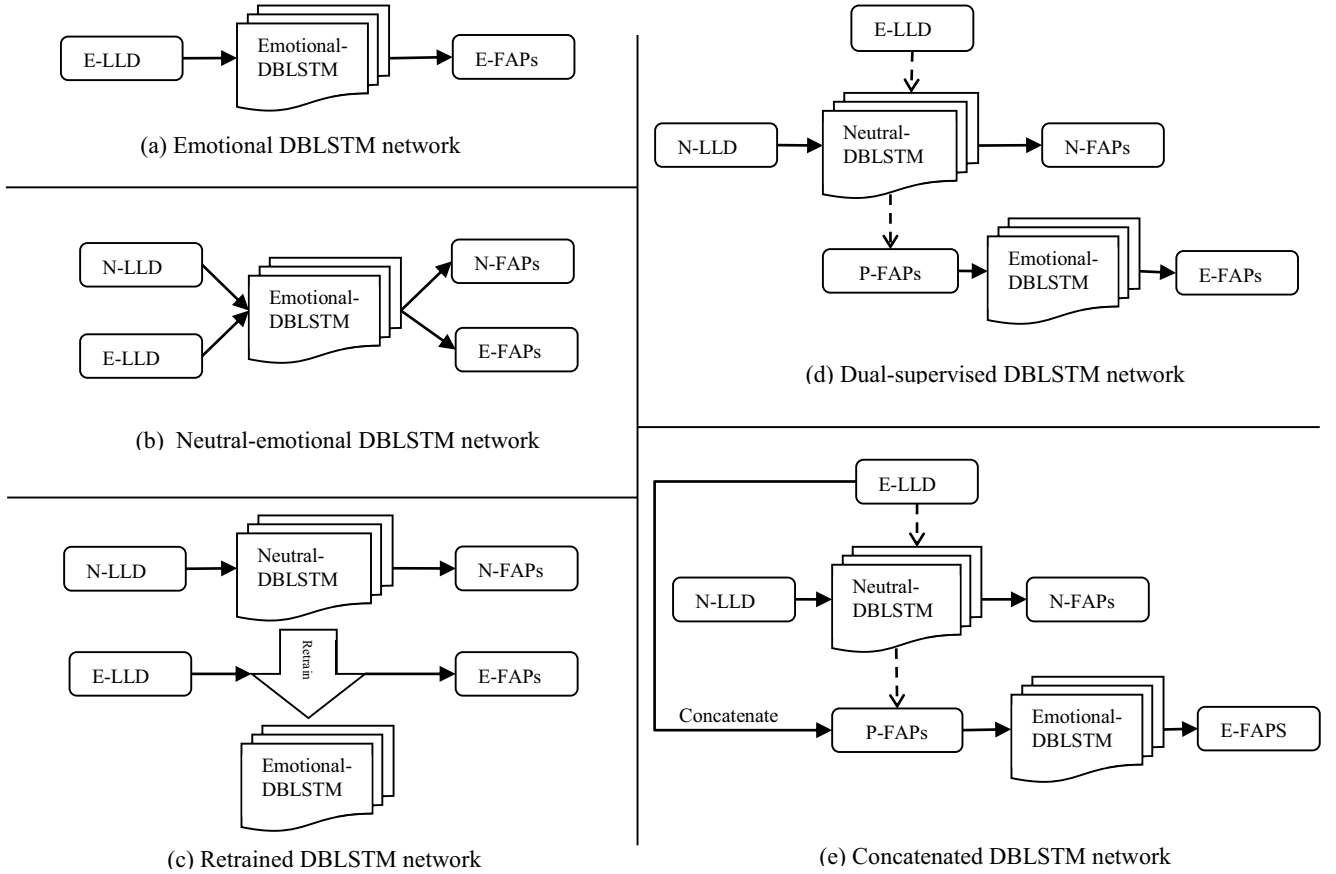 E-LLD
Emotional-
DBLSTM
E-FAPs
(a) Emotional DBLSTM network
N-LLD
E-LLD
Emotional-
DBLSTM
N-FAPs
E-FAPs
(b) Neutral-emotional DBLSTM network
N-LLD
Neutral-
DBLSTM
N-FAPs
E-LLD
Retrain
E-FAPs
Emotional-
DBLSTM
(c) Retrained DBLSTM network
E-LLD
N-LLD
Neutral-
DBLSTM
N-FAPs
P-FAPs
Emotional-
DBLSTM
E-FAPs
(d) Dual-supervised DBLSTM network
E-LLD
N-LLD
Neutral-
DBLSTM
N-FAPs
Concatenate
P-FAPs
Emotional-
DBLSTM
E-FAPS
(e) Concatenated DBLSTM network